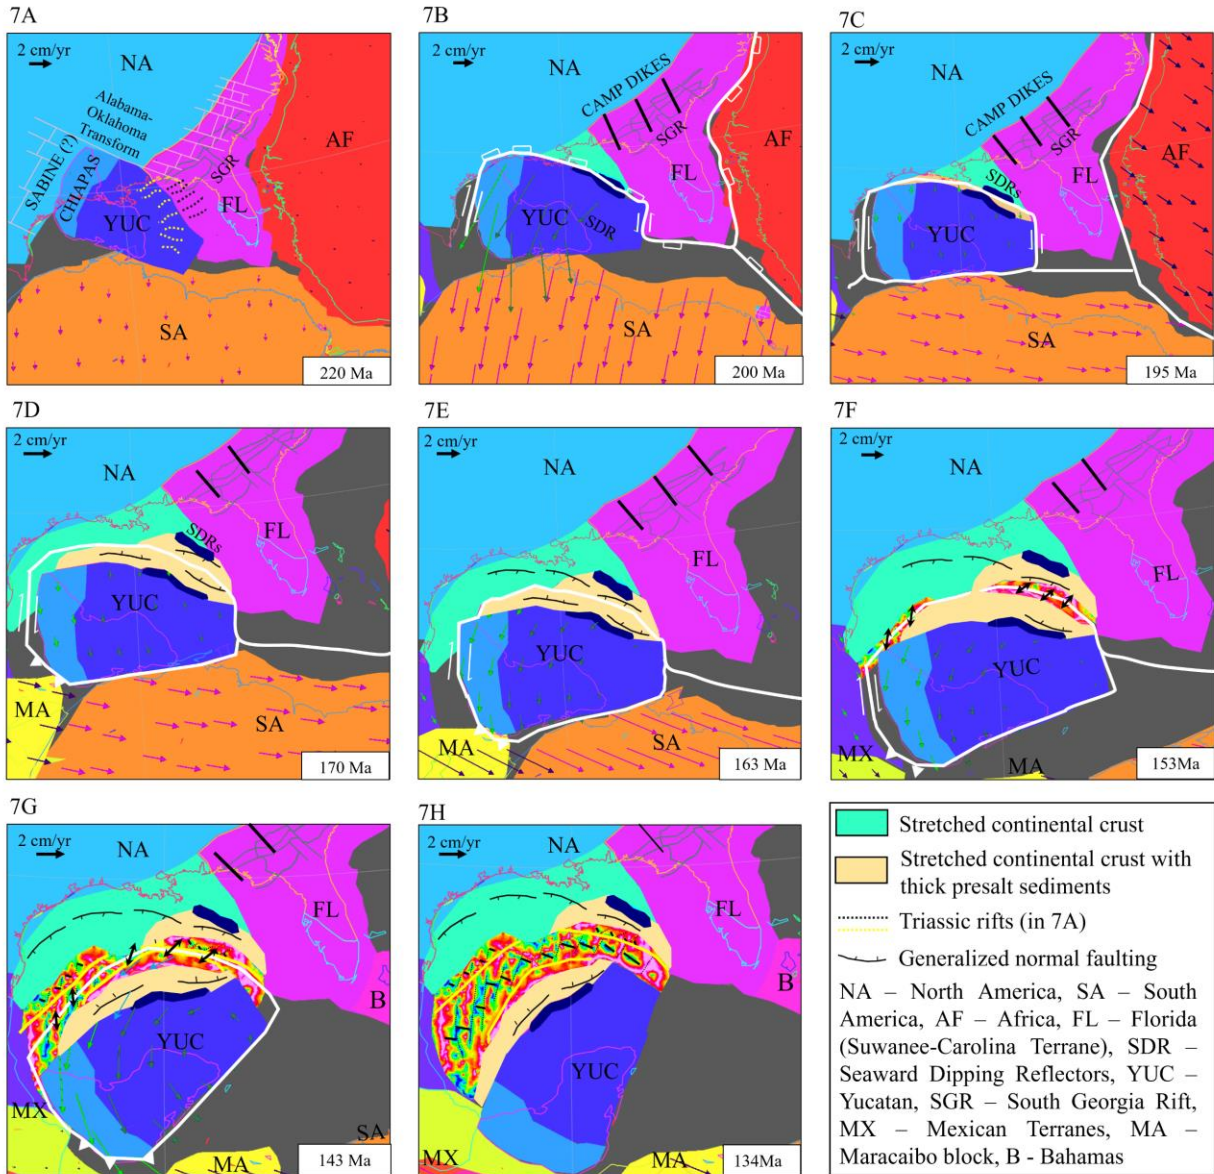 7A
2 cm/yr
NA
Alabama-
Oklahoma
Transform
SABINE (?)
CHIAPAS
SGR
AF
YUC
FL
SA
220 Ma
7B
2 cm/yr
NA
CAMP DIKES
SGR
FL
YUC
SDR
SA
200 Ma
7C
2 cm/yr
NA
CAMP DIKES
SGR
AF
FL
SDRs
YUC
SA
195 Ma
7D
2 cm/yr
NA
SDRs
FL
YUC
MA
SA
170 Ma
7E
2 cm/yr
NA
FL
YUC
MA
SA
163 Ma
7F
2 cm/yr
NA
FL
YUC
MX
MA
153Ma
7G
2 cm/yr
NA
FL
B
YUC
MX
SA
MA
143 Ma
7H
2 cm/yr
NA
FL
B
YUC
MX
MA
134Ma
Stretched continental crust
Stretched continental crust with
thick presalt sediments
Triassic rifts (in 7A)
Generalized normal faulting
NA – North America, SA – South
America, AF – Africa, FL – Florida
(Suwanee-Carolina Terrane), SDR –
Seaward Dipping Reflectors, YUC –
Yucatan, SGR – South Georgia Rift,
MX – Mexican Terranes, MA –
Maracaibo block, B - Bahamas